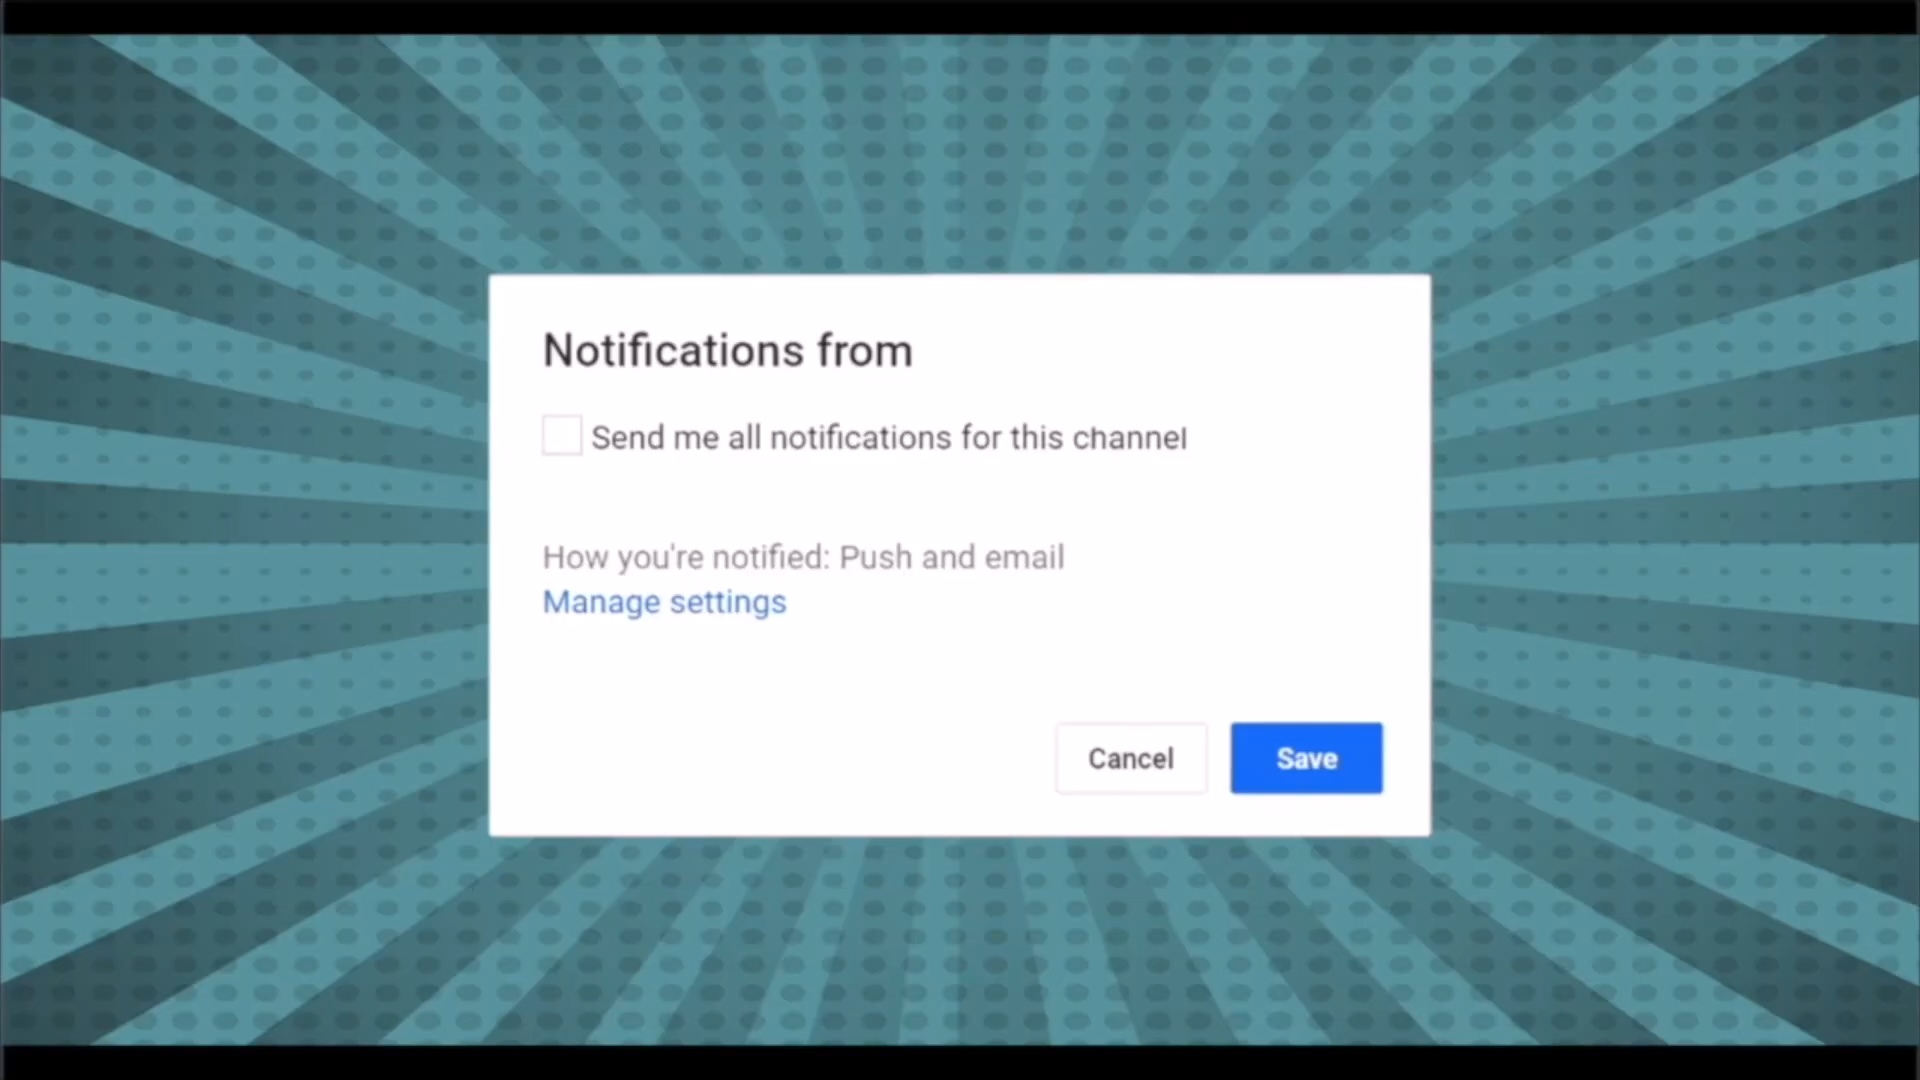 Notifications from
Send me all notifications for this channel
How you're notified: Push and email
Manage settings
Cancel
Save